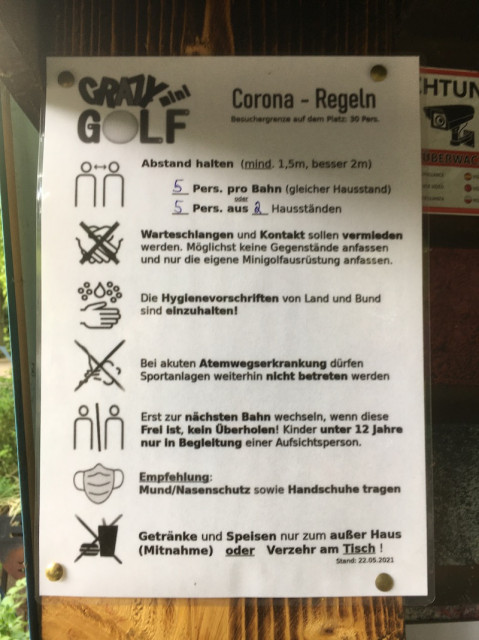 CRAZY mini
GOLF
Corona - Regeln
Besuchergrenze auf dem Platz: 30 Pers.
Abstand halten (mind. 1,5m, besser 2m)
5 Pers. pro Bahn (gleicher Hausstand)
oder
5 Pers. aus 2 Hausständen
Warteschlangen und Kontakt sollen vermieden
werden. Möglichst keine Gegenstände anfassen
und nur die eigene Minigolfausrüstung anfassen.
Die Hygienevorschriften von Land und Bund
sind einzuhalten!
Bei akuten Atemwegserkrankung dürfen
Sportanlagen weiterhin nicht betreten werden
Erst zur nächsten Bahn wechseln, wenn diese
Frei ist, kein Überholen! Kinder unter 12 Jahre
nur in Begleitung einer Aufsichtsperson.
Empfehlung:
Mund/Nasenschutz sowie Handschuhe tragen
Getränke und Speisen nur zum außer Haus
(Mitnahme) oder Verzehr am Tisch !
Stand: 22.05.2021
HTUN
ÜBERWAC